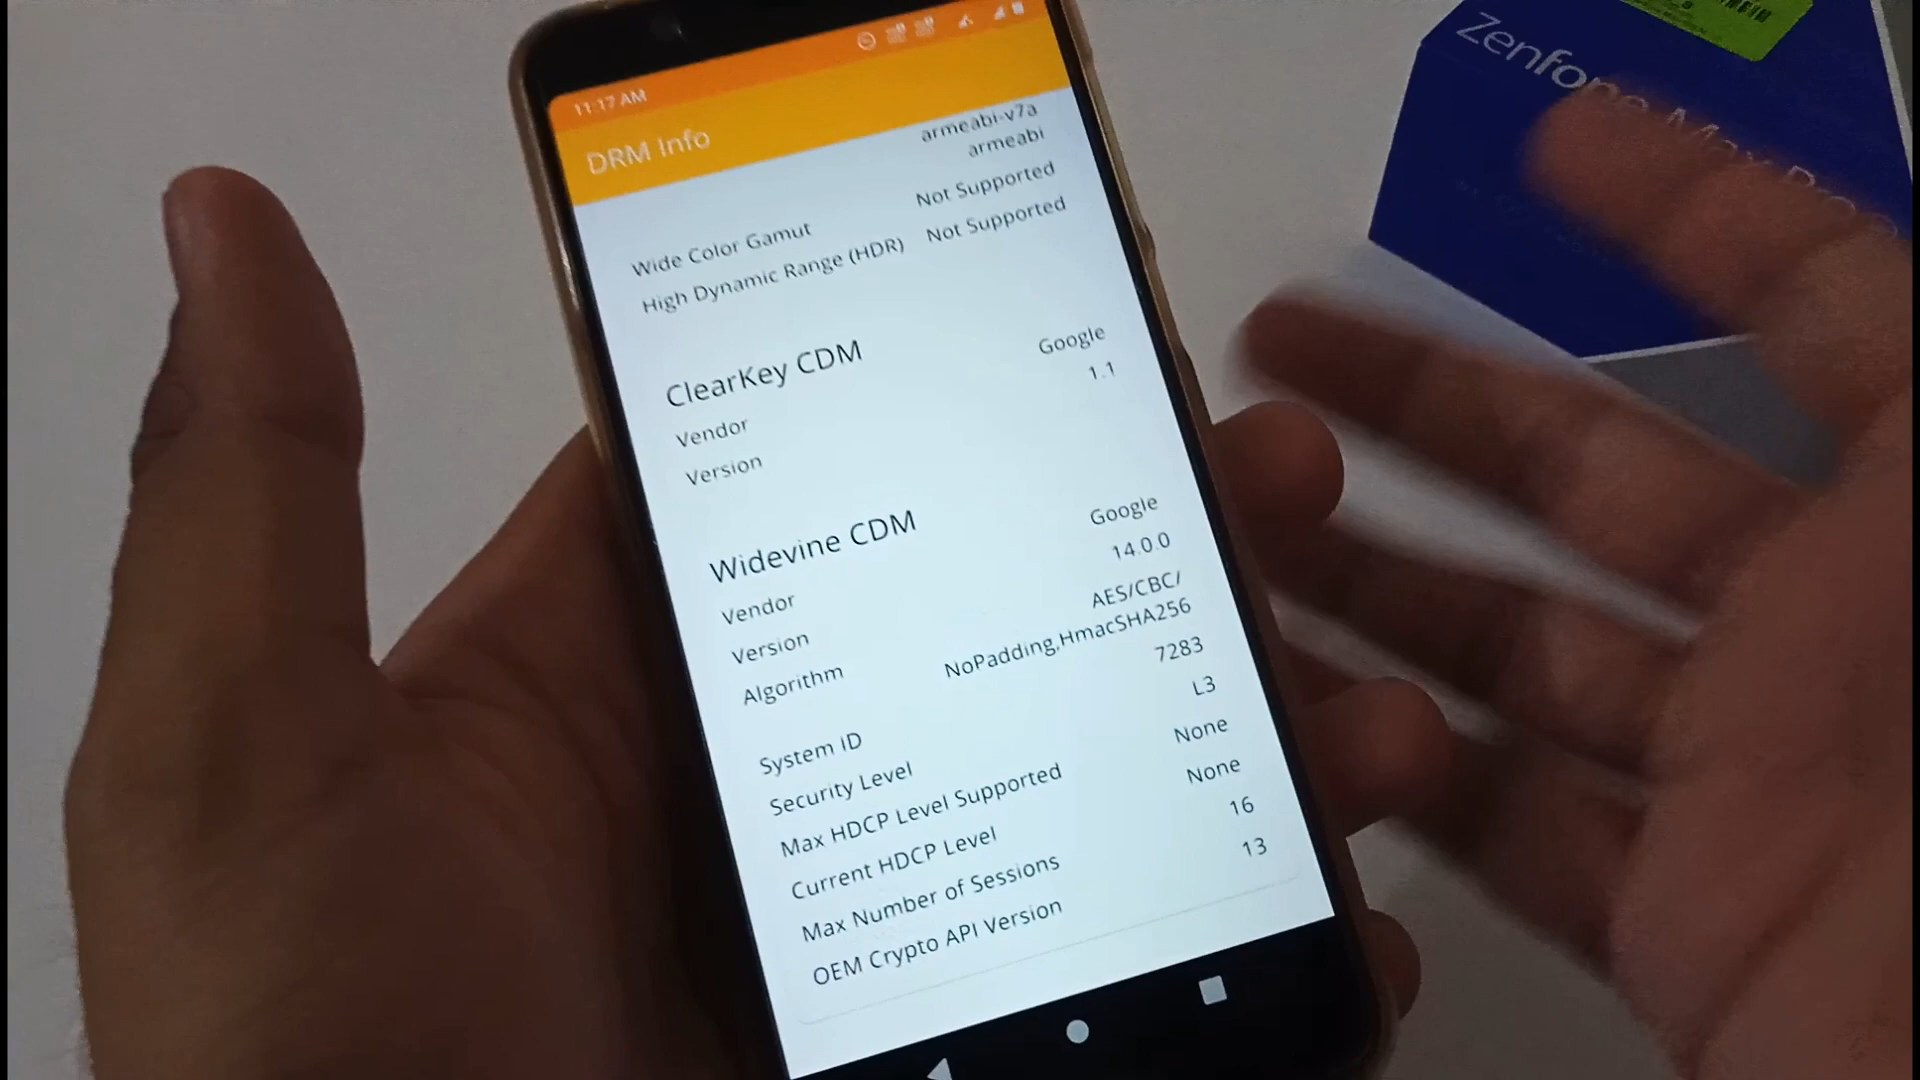 11:17 AM
DRM Info
armeabi-v7a
armeabi
Wide Color Gamut Not Supported
High Dynamic Range (HDR) Not Supported
ClearKey CDM
Vendor Google
Version 1.1
Widevine CDM
Vendor Google
Version 14.0.0
Algorithm AES/CBC/
NoPadding,HmacSHA256
System ID 7283
Security Level L3
Max HDCP Level Supported None
Current HDCP Level None
Max Number of Sessions 16
OEM Crypto API Version 13
Zenfone Max Pro